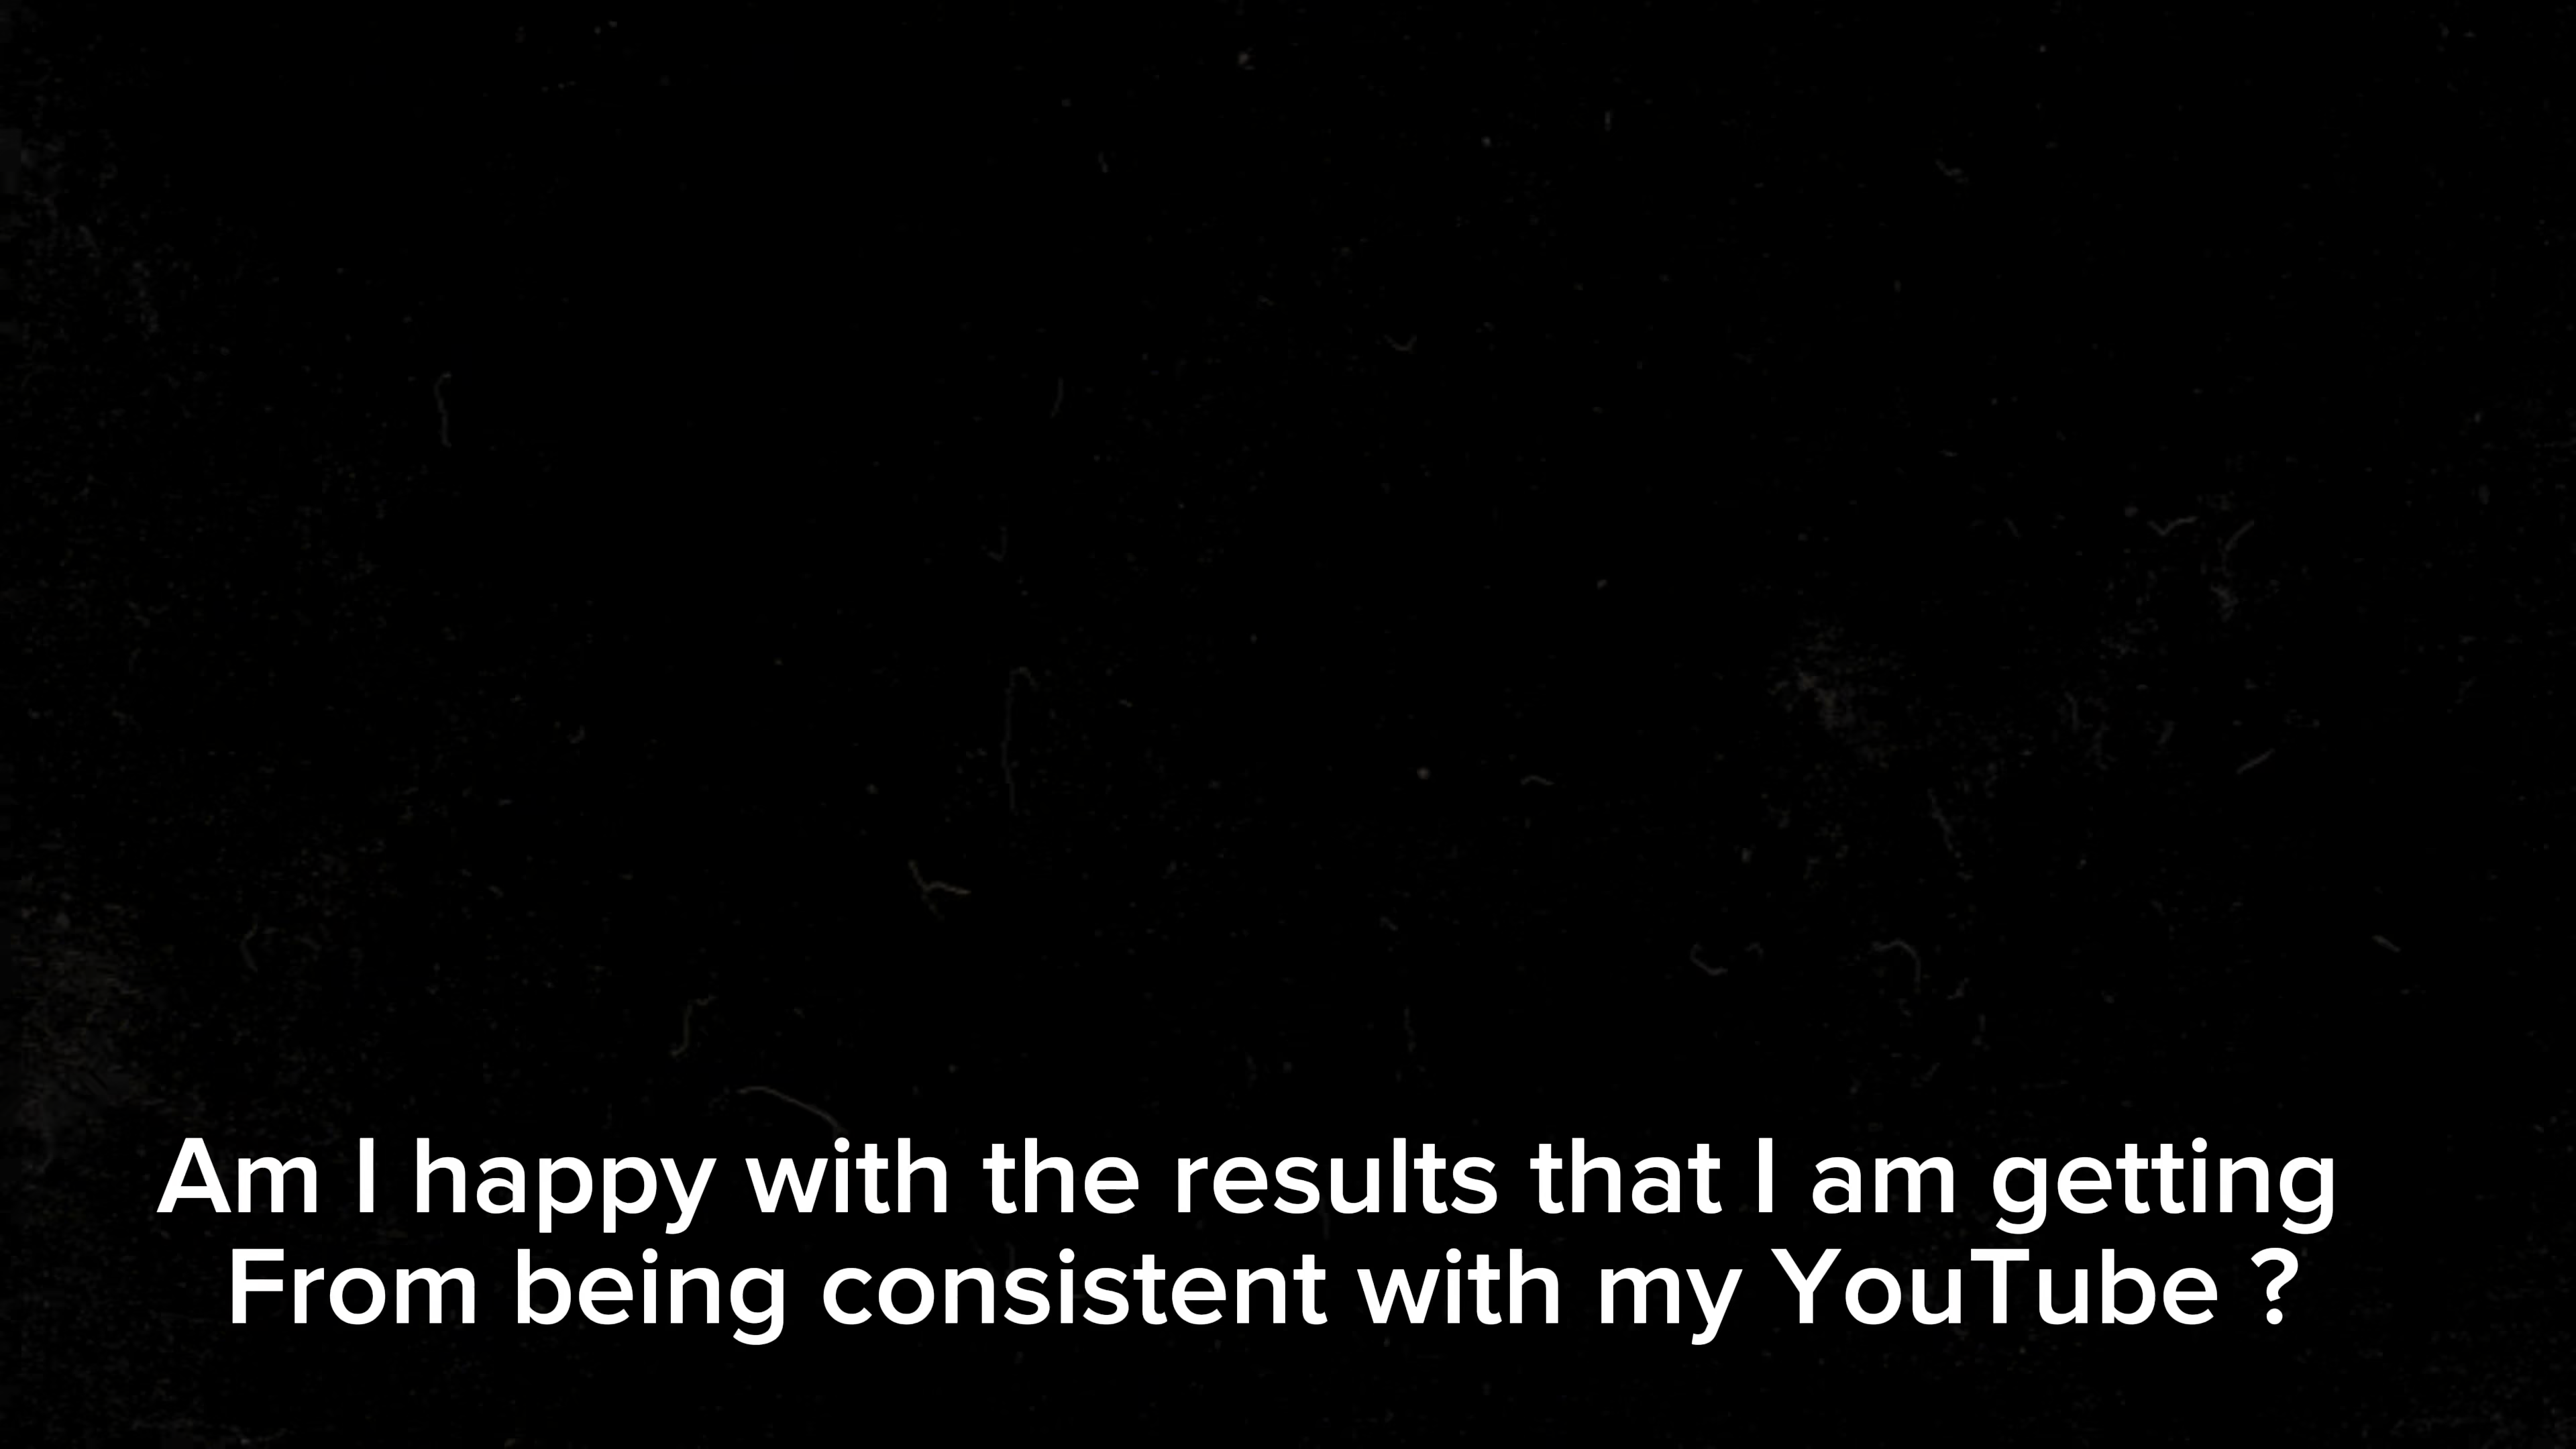 Am I happy with the results that I am getting
From being consistent with my YouTube ?